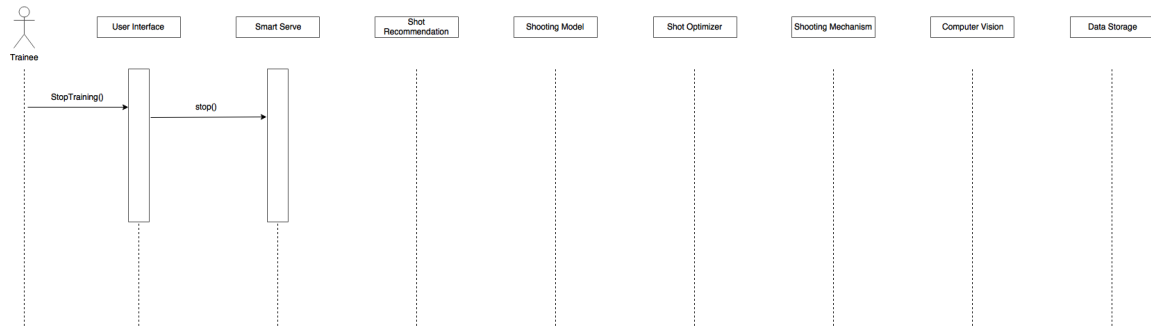 Trainee
User Interface
Smart Serve
Shot
Recommendation
Shooting Model
Shot Optimizer
Shooting Mechanism
Computer Vision
Data Storage
StopTraining()
stop()